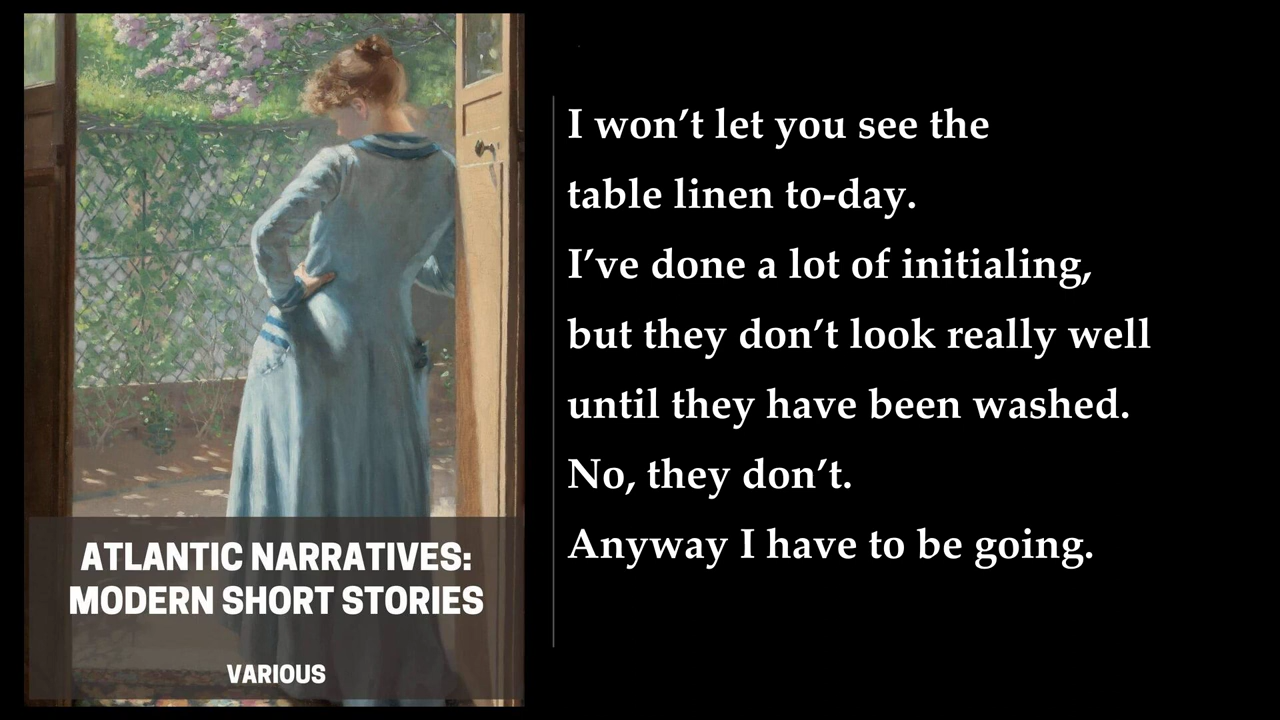 ATLANTIC NARRATIVES:
MODERN SHORT STORIES
VARIOUS
I won’t let you see the
table linen to-day.
I’ve done a lot of initialing,
but they don’t look really well
until they have been washed.
No, they don’t.
Anyway I have to be going.